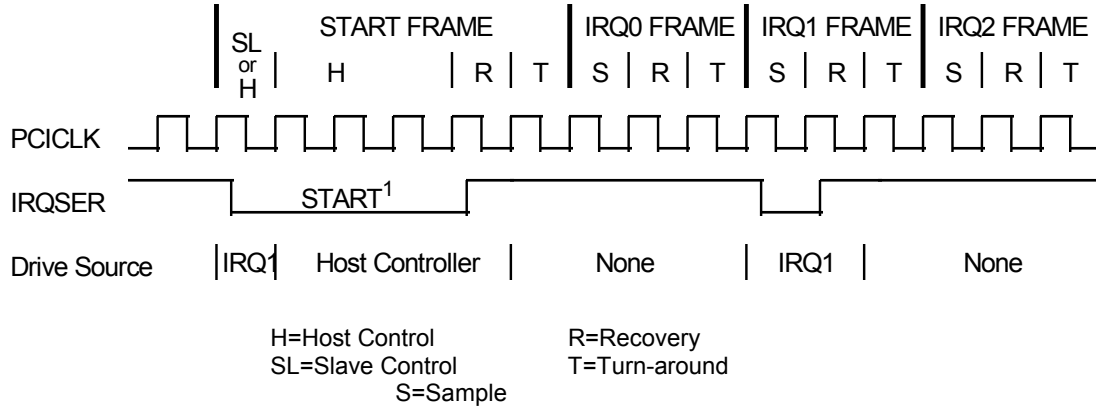 START FRAME IRQ0 FRAME IRQ1 FRAME IRQ2 FRAME
SL
or
H
H R T S R T S R T S R T
PCICLK
IRQSER START1
Drive Source IRQ1 Host Controller None IRQ1 None
H=Host Control R=Recovery
SL=Slave Control T=Turn-around
S=Sample